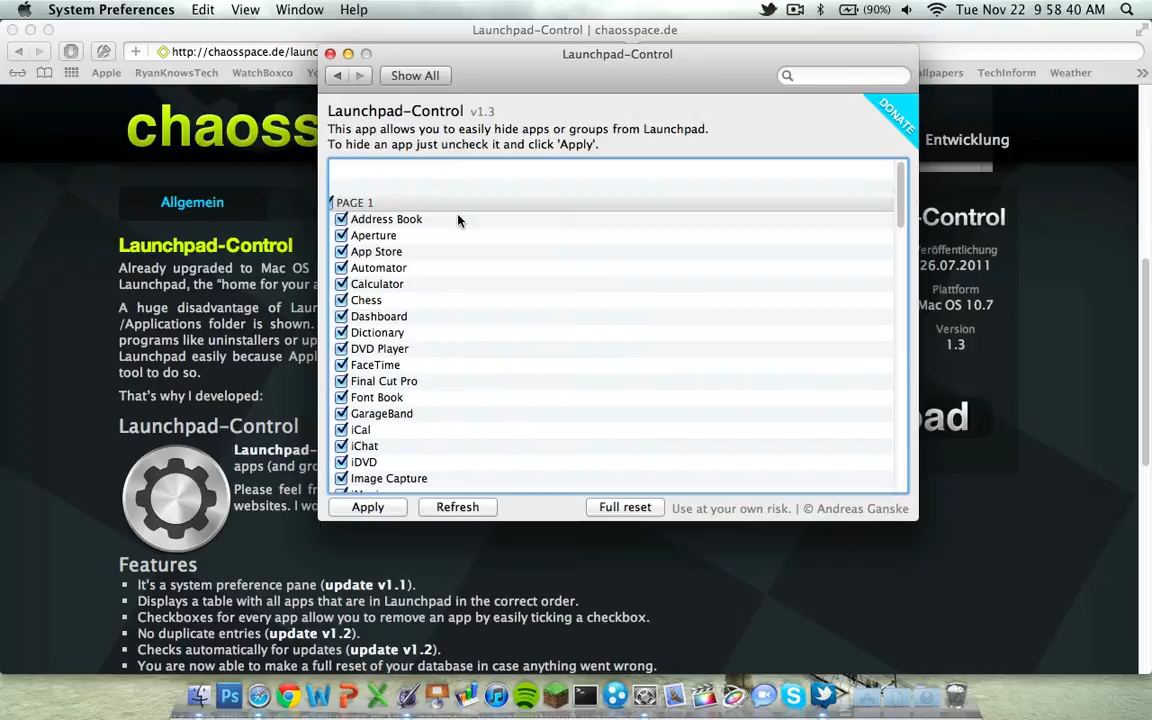 System Preferences Edit View Window Help (90%) Tue Nov 22 9:58:40 AM
Launchpad-Control | chaosspace.de
http://chaosspace.de/laun
Apple RyanKnowsTech WatchBoxco TechInform Weather
Launchpad-Control
Show All
Launchpad-Control v1.3
This app allows you to easily hide apps or groups from Launchpad.
To hide an app just uncheck it and click 'Apply'.
DONATE
PAGE 1
Address Book
Aperture
App Store
Automator
Calculator
Chess
Dashboard
Dictionary
DVD Player
FaceTime
Final Cut Pro
Font Book
GarageBand
iCal
iChat
iDVD
Image Capture
Apply Refresh Full reset Use at your own risk. | © Andreas Ganske
chaoss
Entwicklung
Allgemein
Launchpad-Control
Already upgraded to Mac OS
Launchpad, the “home for your a
A huge disadvantage of Laun
/Applications folder is shown.
programs like uninstallers or up
Launchpad easily because Appl
tool to do so.
That's why I developed:
Launchpad-Control
Launchpad-
apps (and gro
Please feel fr
websites. I wo
Features
It's a system preference pane (update v1.1).
Displays a table with all apps that are in Launchpad in the correct order.
Checkboxes for every app allow you to remove an app by easily ticking a checkbox.
No duplicate entries (update v1.2).
Checks automatically for updates (update v1.2).
You are now able to make a full reset of your database in case anything went wrong.
Control
eröffentlichung
26.07.2011
Plattform
Mac OS 10.7
Version
1.3
pad